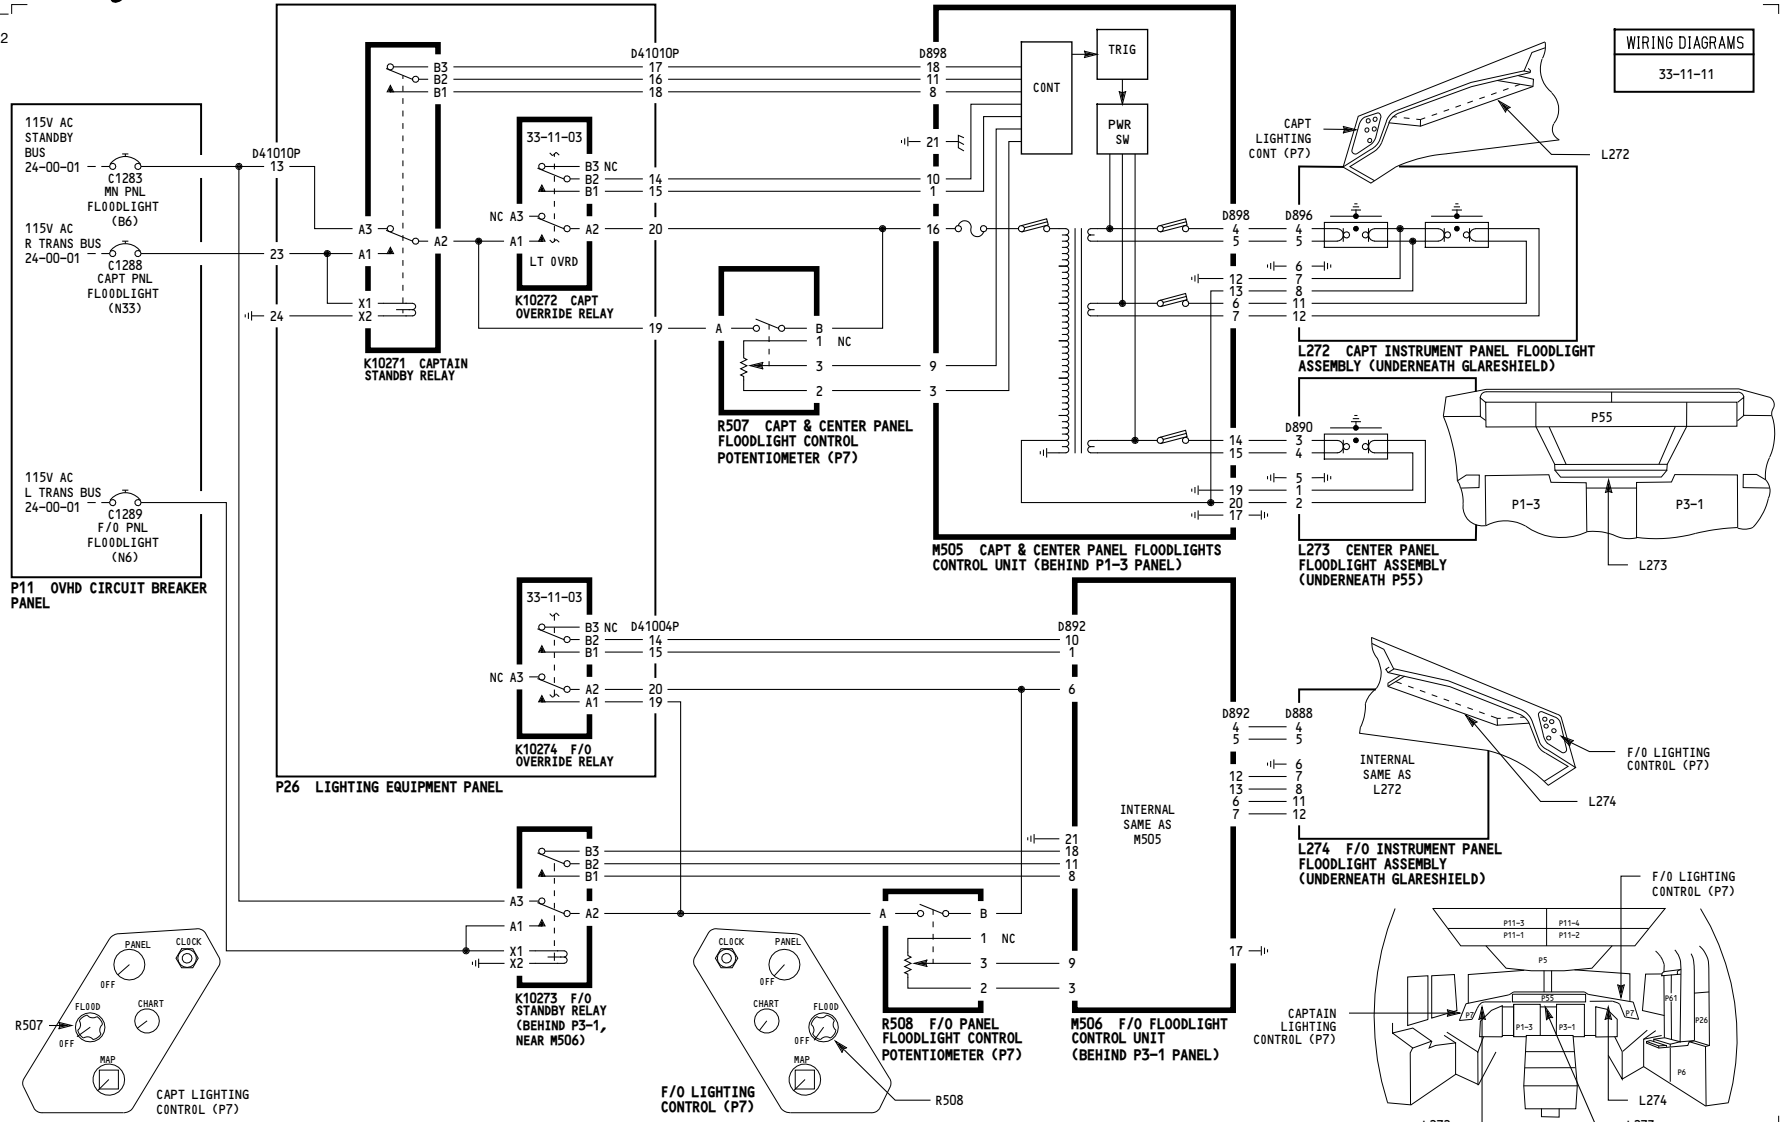 2
WIRING DIAGRAMS
33-11-11
115V AC
STANDBY
BUS
24-00-01
C1283
MN PNL
FLOODLIGHT
(B6)
115V AC
R TRANS BUS
24-00-01
C1288
CAPT PNL
FLOODLIGHT
(N33)
115V AC
L TRANS BUS
24-00-01
C1289
F/O PNL
FLOODLIGHT
(N6)
P11 OVHD CIRCUIT BREAKER
PANEL
D41010P
13
23
24
B3
B2
B1
A3
A1
A2
X1
X2
K10271 CAPTAIN
STANDBY RELAY
33-11-03
B3 NC
B2
B1
NC A3
A2
A1
LT OVRD
K10272 CAPT
OVERRIDE RELAY
D41010P
17
16
18
14
15
20
19
A
B
1 NC
3
2
R507 CAPT & CENTER PANEL
FLOODLIGHT CONTROL
POTENTIOMETER (P7)
D898
18
11
8
21
10
1
16
9
3
CONT
TRIG
PWR
SW
D898
4
5
12
13
6
7
14
15
19
20
17
M505 CAPT & CENTER PANEL FLOODLIGHTS
CONTROL UNIT (BEHIND P1-3 PANEL)
CAPT
LIGHTING
CONT (P7)
L272
D896
4
5
6
7
8
11
12
L272 CAPT INSTRUMENT PANEL FLOODLIGHT
ASSEMBLY (UNDERNEATH GLARESHIELD)
D890
3
4
5
1
2
L273 CENTER PANEL
FLOODLIGHT ASSEMBLY
(UNDERNEATH P55)
P55
P1-3
P3-1
L273
33-11-03
B3 NC
B2
B1
NC A3
A2
A1
K10274 F/O
OVERRIDE RELAY
D41004P
14
15
20
19
P26 LIGHTING EQUIPMENT PANEL
B3
B2
B1
A3
A2
A1
X1
X2
K10273 F/O
STANDBY RELAY
(BEHIND P3-1,
NEAR M506)
A
B
1 NC
3
2
R508 F/O PANEL
FLOODLIGHT CONTROL
POTENTIOMETER (P7)
D892
10
1
6
21
18
11
8
9
3
INTERNAL
SAME AS
M505
D892
4
5
12
13
6
7
17
M506 F/O FLOODLIGHT
CONTROL UNIT
(BEHIND P3-1 PANEL)
D888
4
5
6
7
8
11
12
INTERNAL
SAME AS
L272
L274 F/O INSTRUMENT PANEL
FLOODLIGHT ASSEMBLY
(UNDERNEATH GLARESHIELD)
F/O LIGHTING
CONTROL (P7)
L274
PANEL
CLOCK
OFF
FLOOD
CHART
OFF
MAP
R507
CAPT LIGHTING
CONTROL (P7)
CLOCK
PANEL
OFF
CHART
FLOOD
OFF
MAP
R508
F/O LIGHTING
CONTROL (P7)
F/O LIGHTING
CONTROL (P7)
P11-3
P11-4
P11-1
P11-2
P5
P55
P61
P7
P7
P26
P1-3
P3-1
P6
CAPTAIN
LIGHTING
CONTROL (P7)
L274